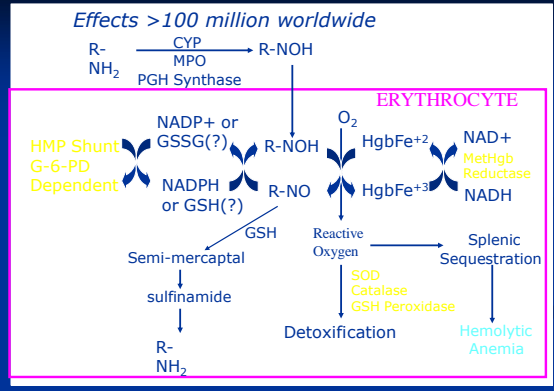 Effects >100 million worldwide
R-
NH2
CYP
MPO
PGH Synthase
R-NOH
ERYTHROCYTE
HMP Shunt
G-6-PD
Dependent
NADP+ or
GSSG(?)
NADPH
or GSH(?)
R-NOH
R-NO
O2
HgbFe+2
HgbFe+3
NAD+
MetHgb
Reductase
NADH
GSH
Semi-mercaptal
sulfinamide
R-
NH2
Reactive
Oxygen
SOD
Catalase
GSH Peroxidase
Detoxification
Splenic
Sequestration
Hemolytic
Anemia